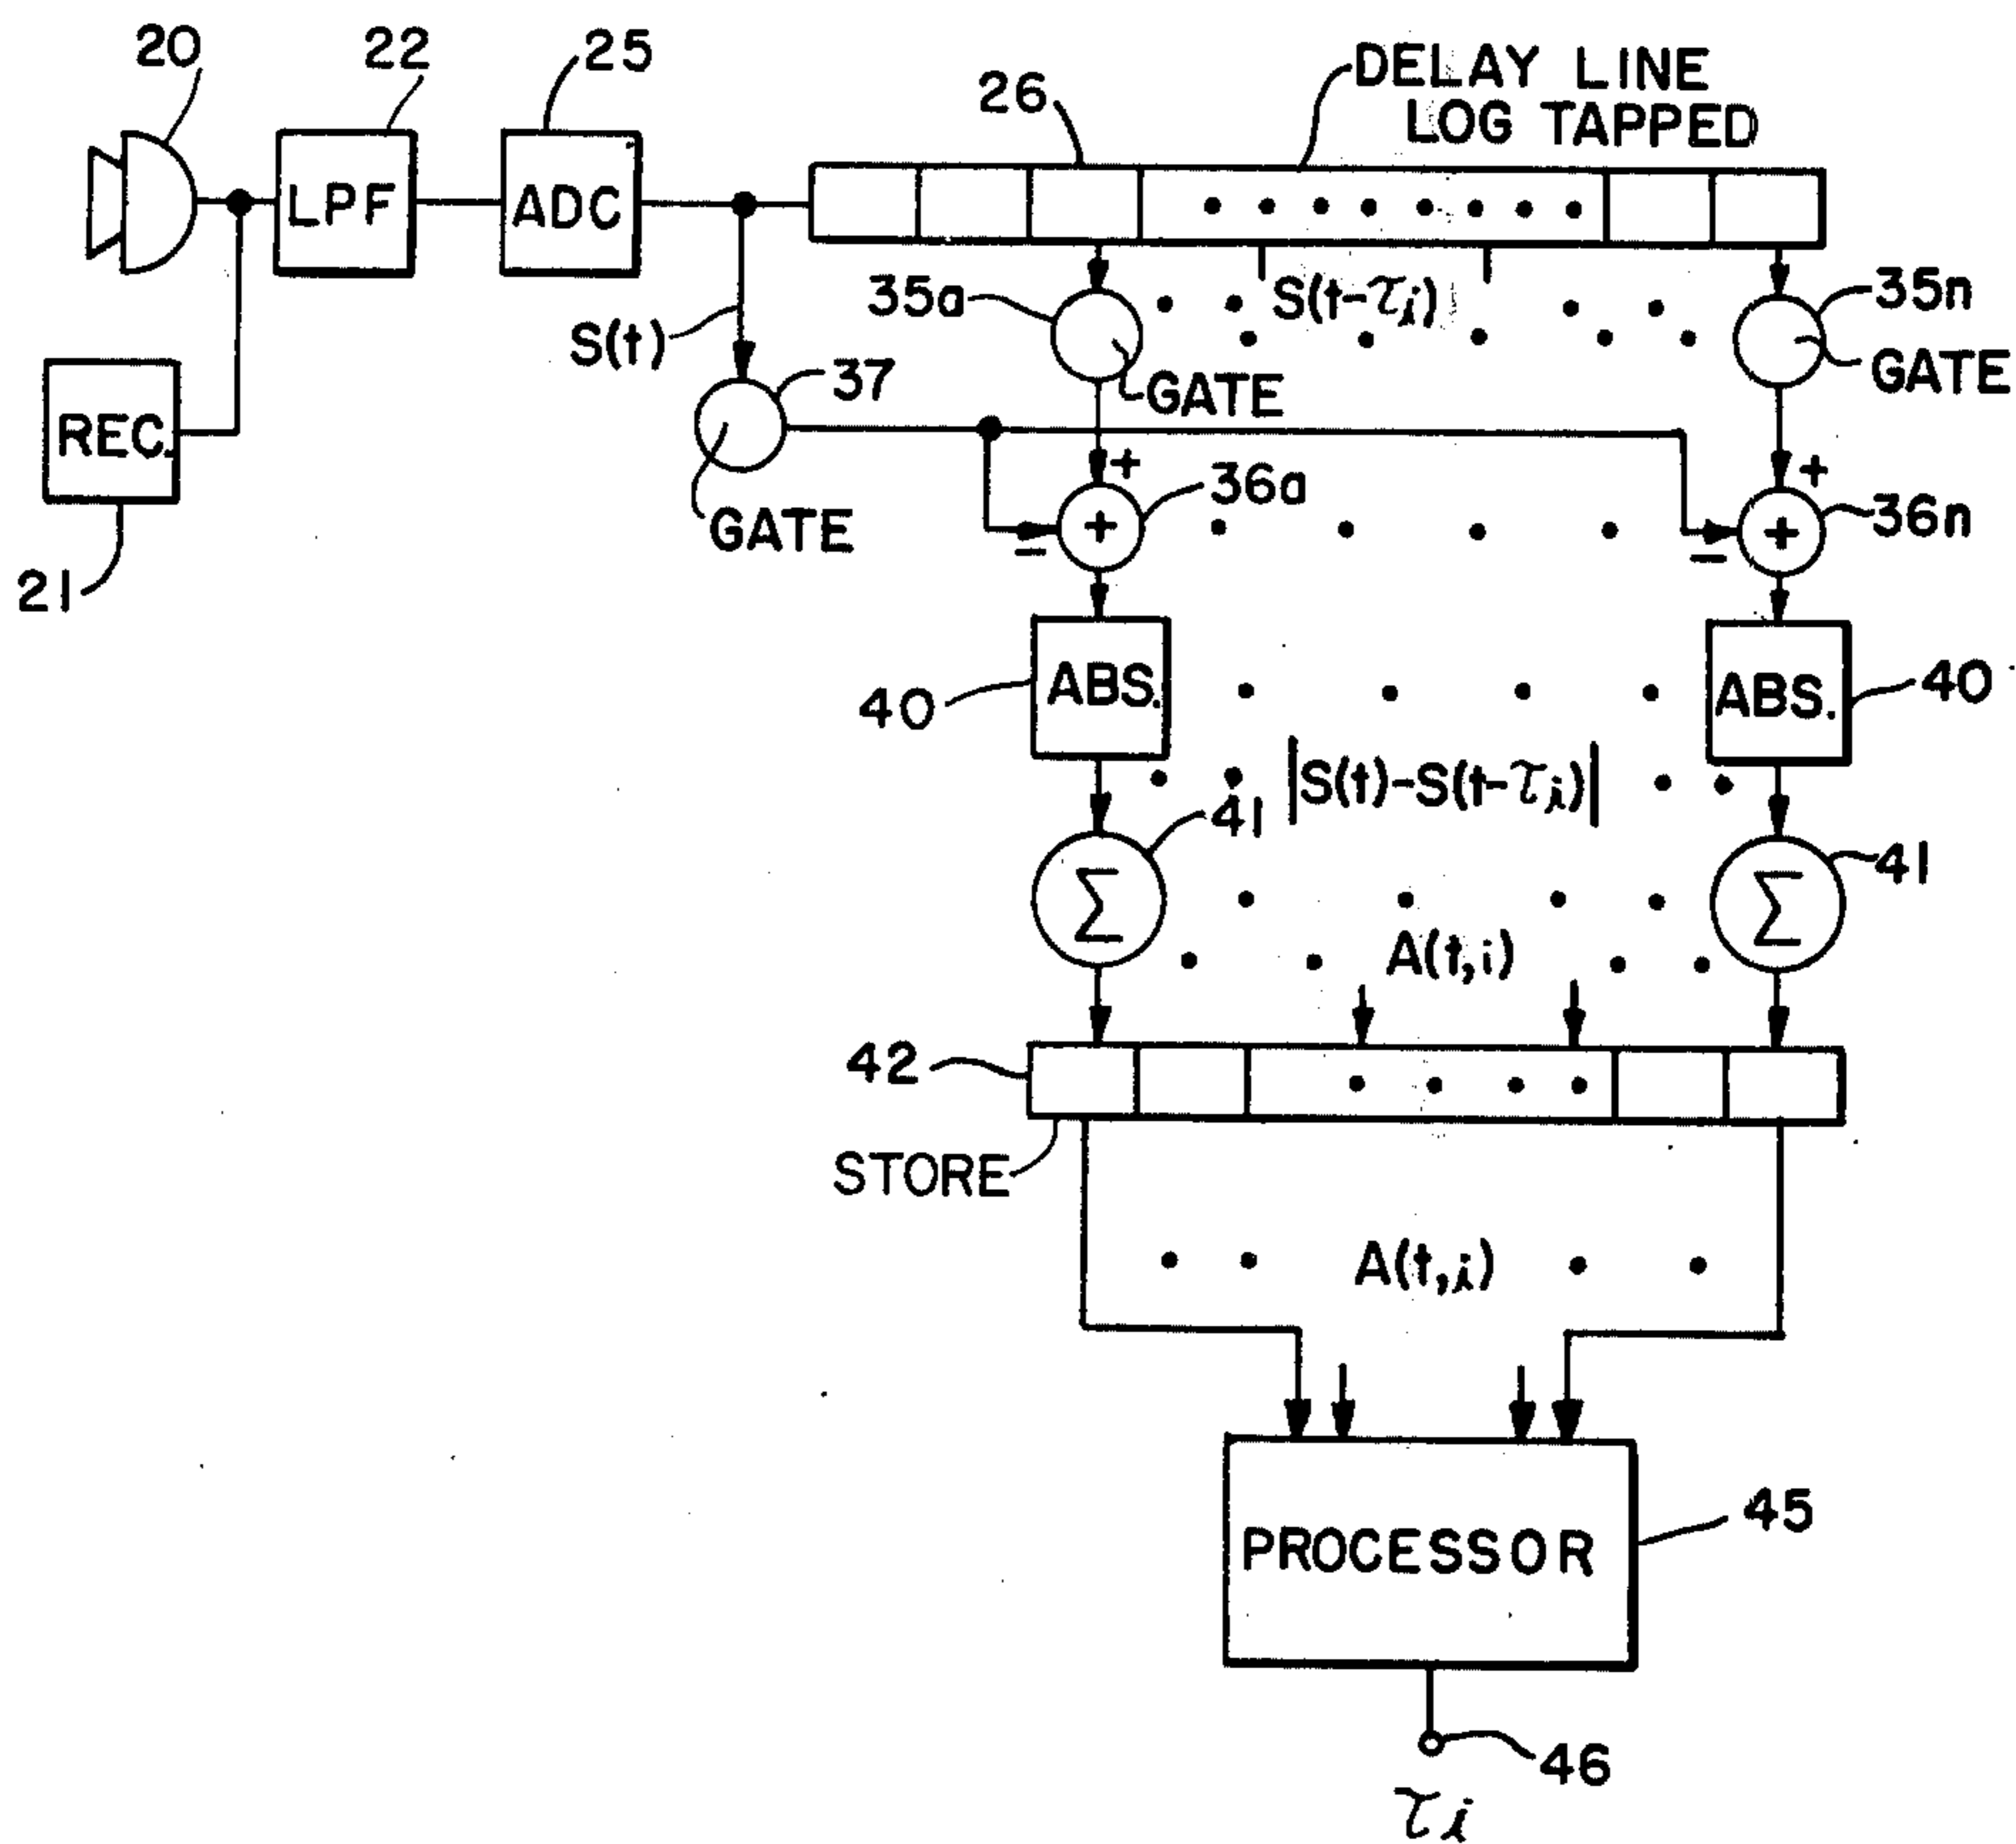 20
22
25
26
DELAY LINE
LOG TAPPED
LPF
ADC
S(t)
35a
S(t-τi)
35n
GATE
GATE
37
REC.
GATE
+
36a
+
36n
+
-
+
-
21
ABS.
40
ABS.
40
|S(t)-S(t-τi)|
41
41
Σ
Σ
A(t,i)
42
STORE
A(t,i)
PROCESSOR
45
46
τi